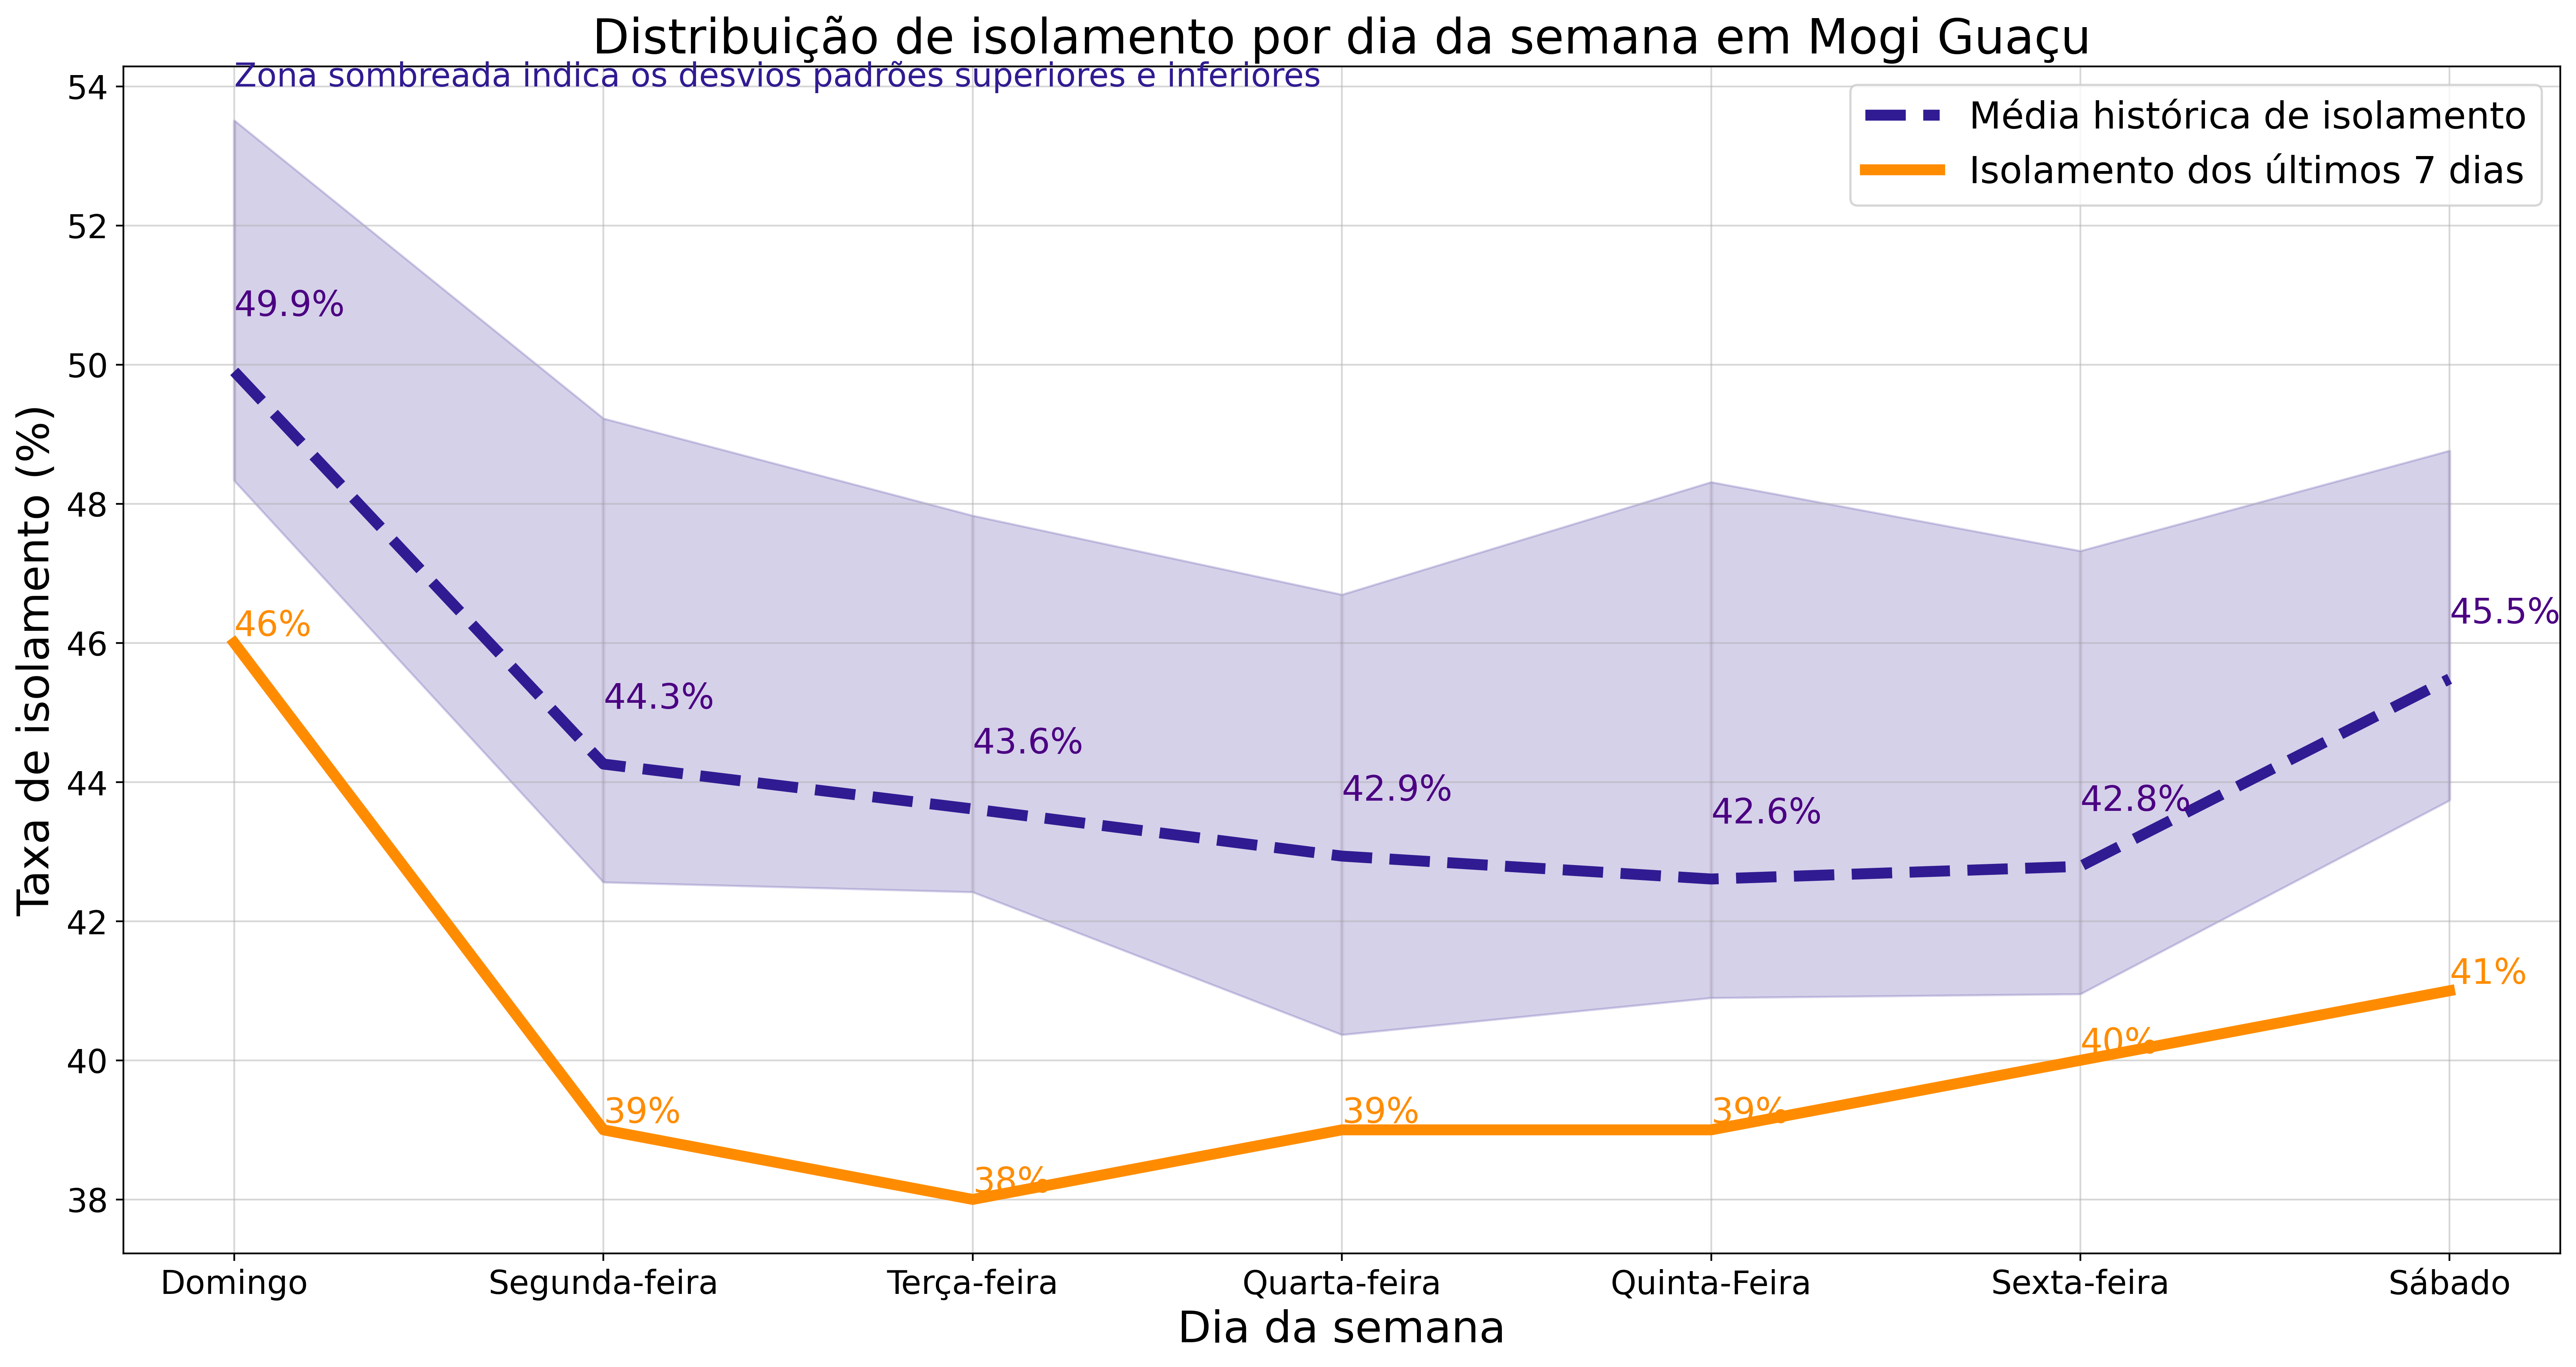 Distribuição de isolamento por dia da semana em Mogi Guaçu
Zona sombreada indica os desvios padrões superiores e inferiores
Média histórica de isolamento
Isolamento dos últimos 7 dias
Taxa de isolamento (%)
54
52
50
48
46
44
42
40
38
49.9%
44.3%
43.6%
42.9%
42.6%
42.8%
45.5%
46%
39%
38%
39%
39%
40%
41%
Domingo
Segunda-feira
Terça-feira
Quarta-feira
Quinta-Feira
Sexta-feira
Sábado
Dia da semana